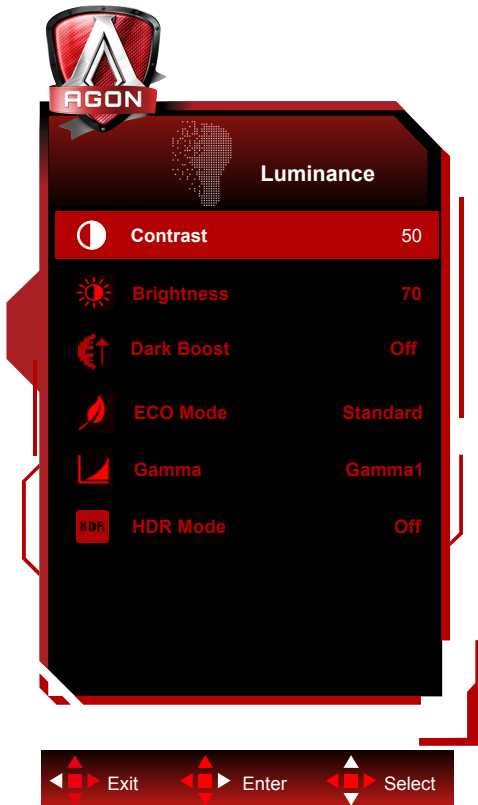 AGON
Luminance
Contrast 50
Brightness 70
Dark Boost Off
ECO Mode Standard
Gamma Gamma1
HDR HDR Mode Off
Exit Enter Select